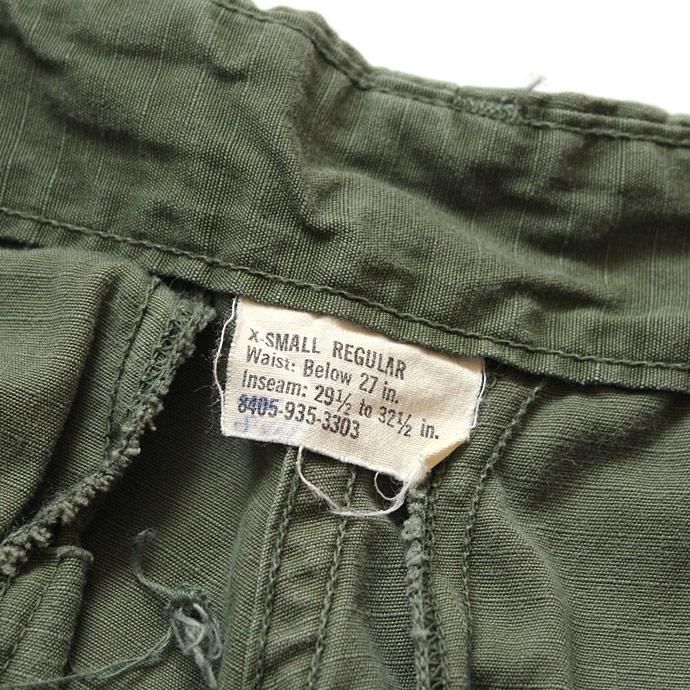 X-SMALL REGULAR
Waist: Below 27 in.
Inseam: 29½ to 32½ in.
8405-935-3303